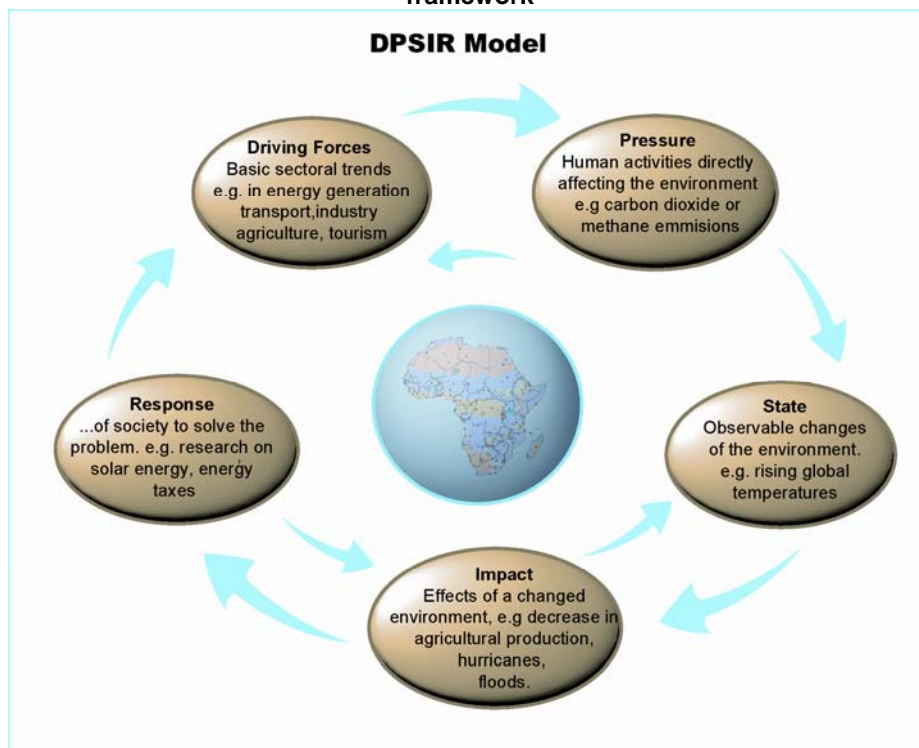 framework
DPSIR Model
Driving Forces
Basic sectoral trends
e.g. in energy generation
transport,industry
agriculture, tourism
Pressure
Human activities directly
affecting the environment
e.g carbon dioxide or
methane emmisions
State
Observable changes
of the environment.
e.g. rising global
temperatures
Impact
Effects of a changed
environment, e.g decrease in
agricultural production,
hurricanes,
floods.
Response
...of society to solve the
problem. e.g. research on
solar energy, energy
taxes